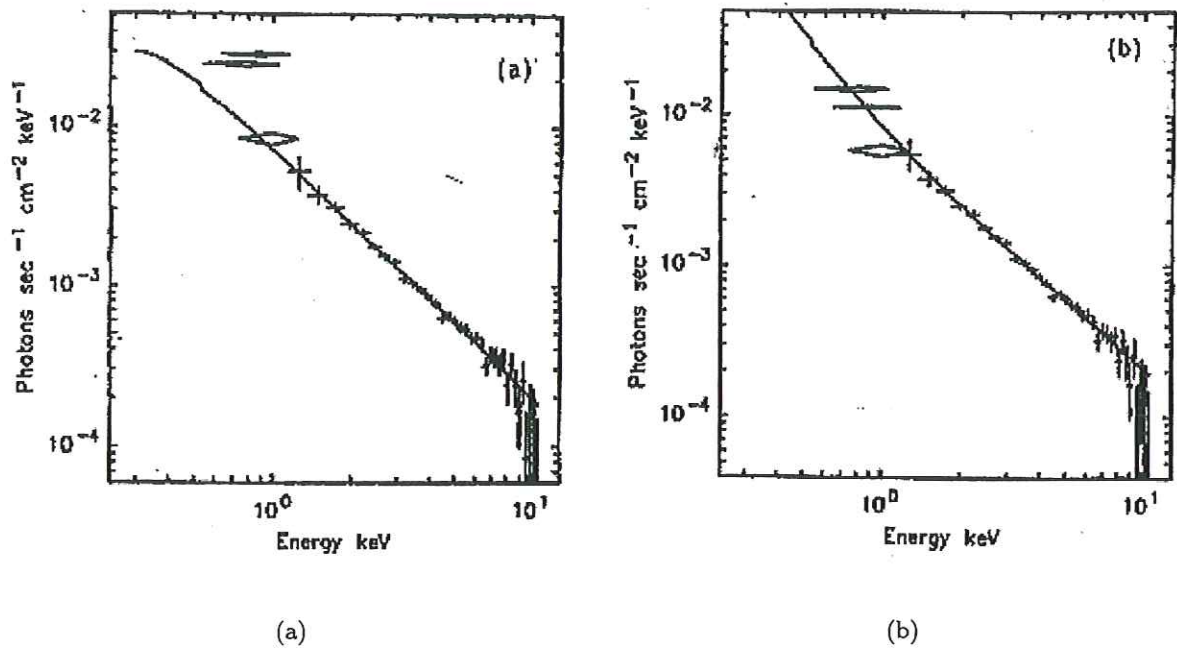 (a)
Photons sec⁻¹ cm⁻² keV⁻¹
10⁻²
10⁻³
10⁻⁴
10⁰
10¹
Energy keV
(a)
(b)
Photons sec⁻¹ cm⁻² keV⁻¹
10⁻²
10⁻³
10⁻⁴
10⁰
10¹
Energy keV
(b)